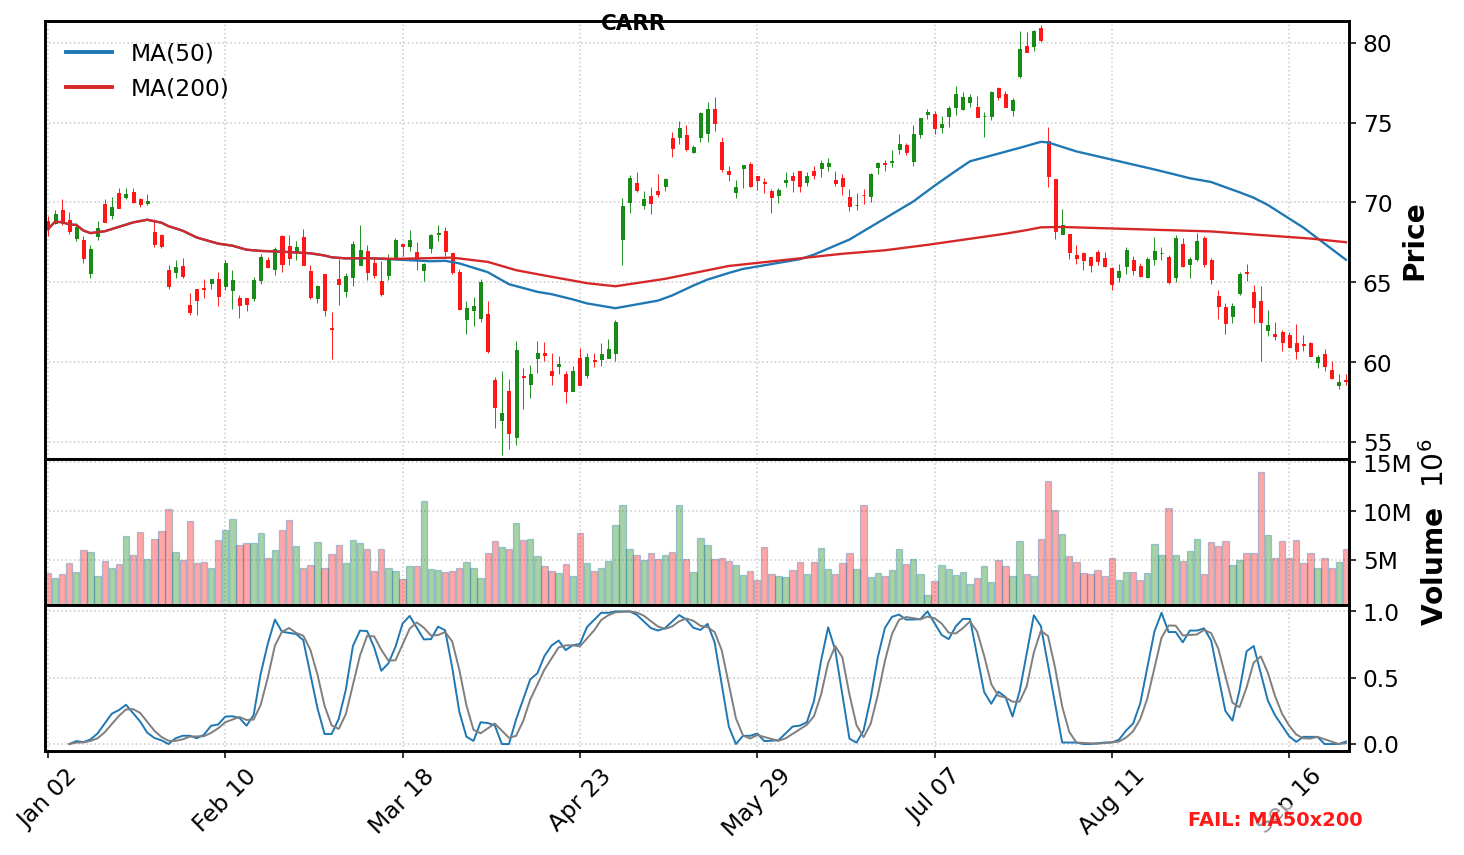 CARR
MA(50)
MA(200)
80
75
70
65
60
55
Price
15M
10M
5M
Volume 10^6
1.0
0.5
0.0
Jan 02
Feb 10
Mar 18
Apr 23
May 29
Jul 07
Aug 11
Sep 16
FAIL: MA50x200